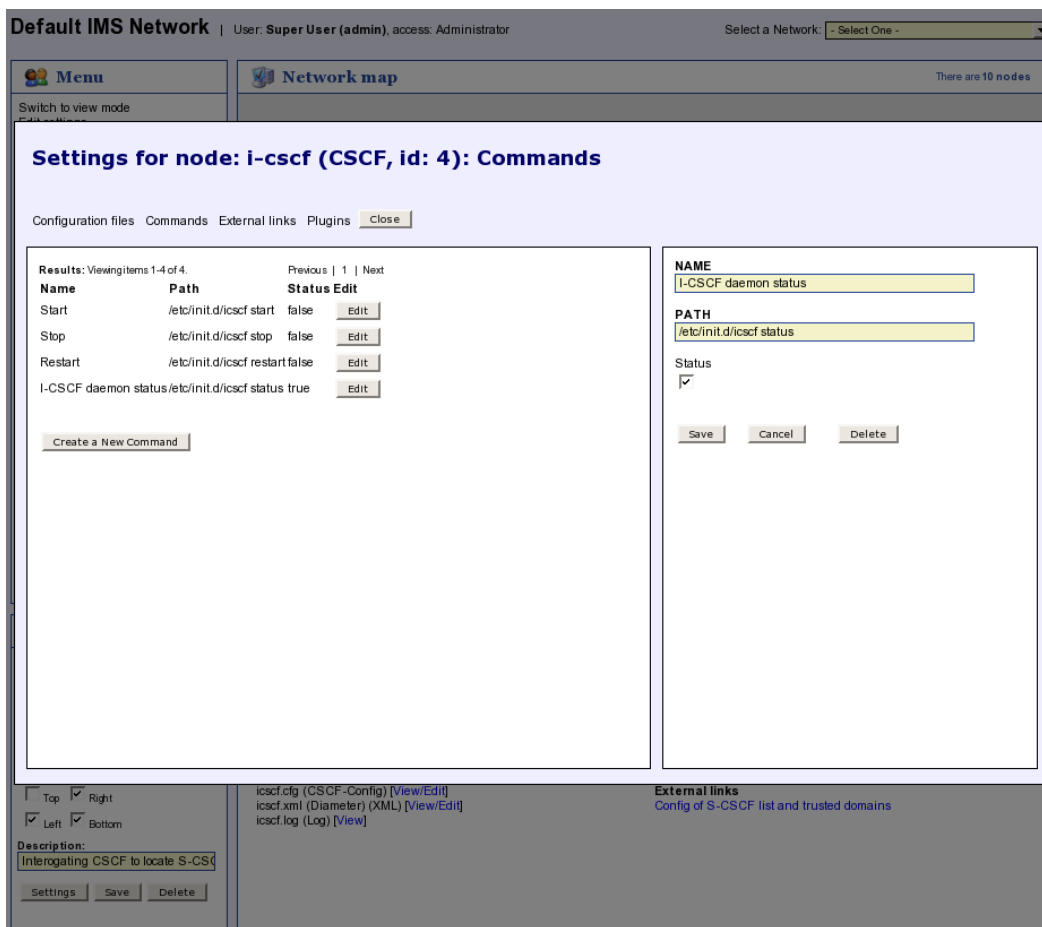 Default IMS Network | User: Super User (admin), access: Administrator Select a Network: - Select One -
Menu
Network map
There are 10 nodes
Switch to view mode
Edit settings
Settings for node: i-cscf (CSCF, id: 4): Commands
Configuration files Commands External links Plugins Close
Results: Viewing items 1-4 of 4. Previous | 1 | Next
Name Path Status Edit
Start /etc/init.d/icscf start false Edit
Stop /etc/init.d/icscf stop false Edit
Restart /etc/init.d/icscf restart false Edit
I-CSCF daemon status /etc/init.d/icscf status true Edit
Create a New Command
NAME
I-CSCF daemon status
PATH
/etc/init.d/icscf status
Status
Save Cancel Delete
Top Right
Left Bottom
Description:
Interogating CSCF to locate S-CSC
Settings Save Delete
icscf.cfg (CSCF-Config) [View/Edit]
icscf.xml (Diameter) (XML) [View/Edit]
icscf.log (Log) [View]
External links
Config of S-CSCF list and trusted domains